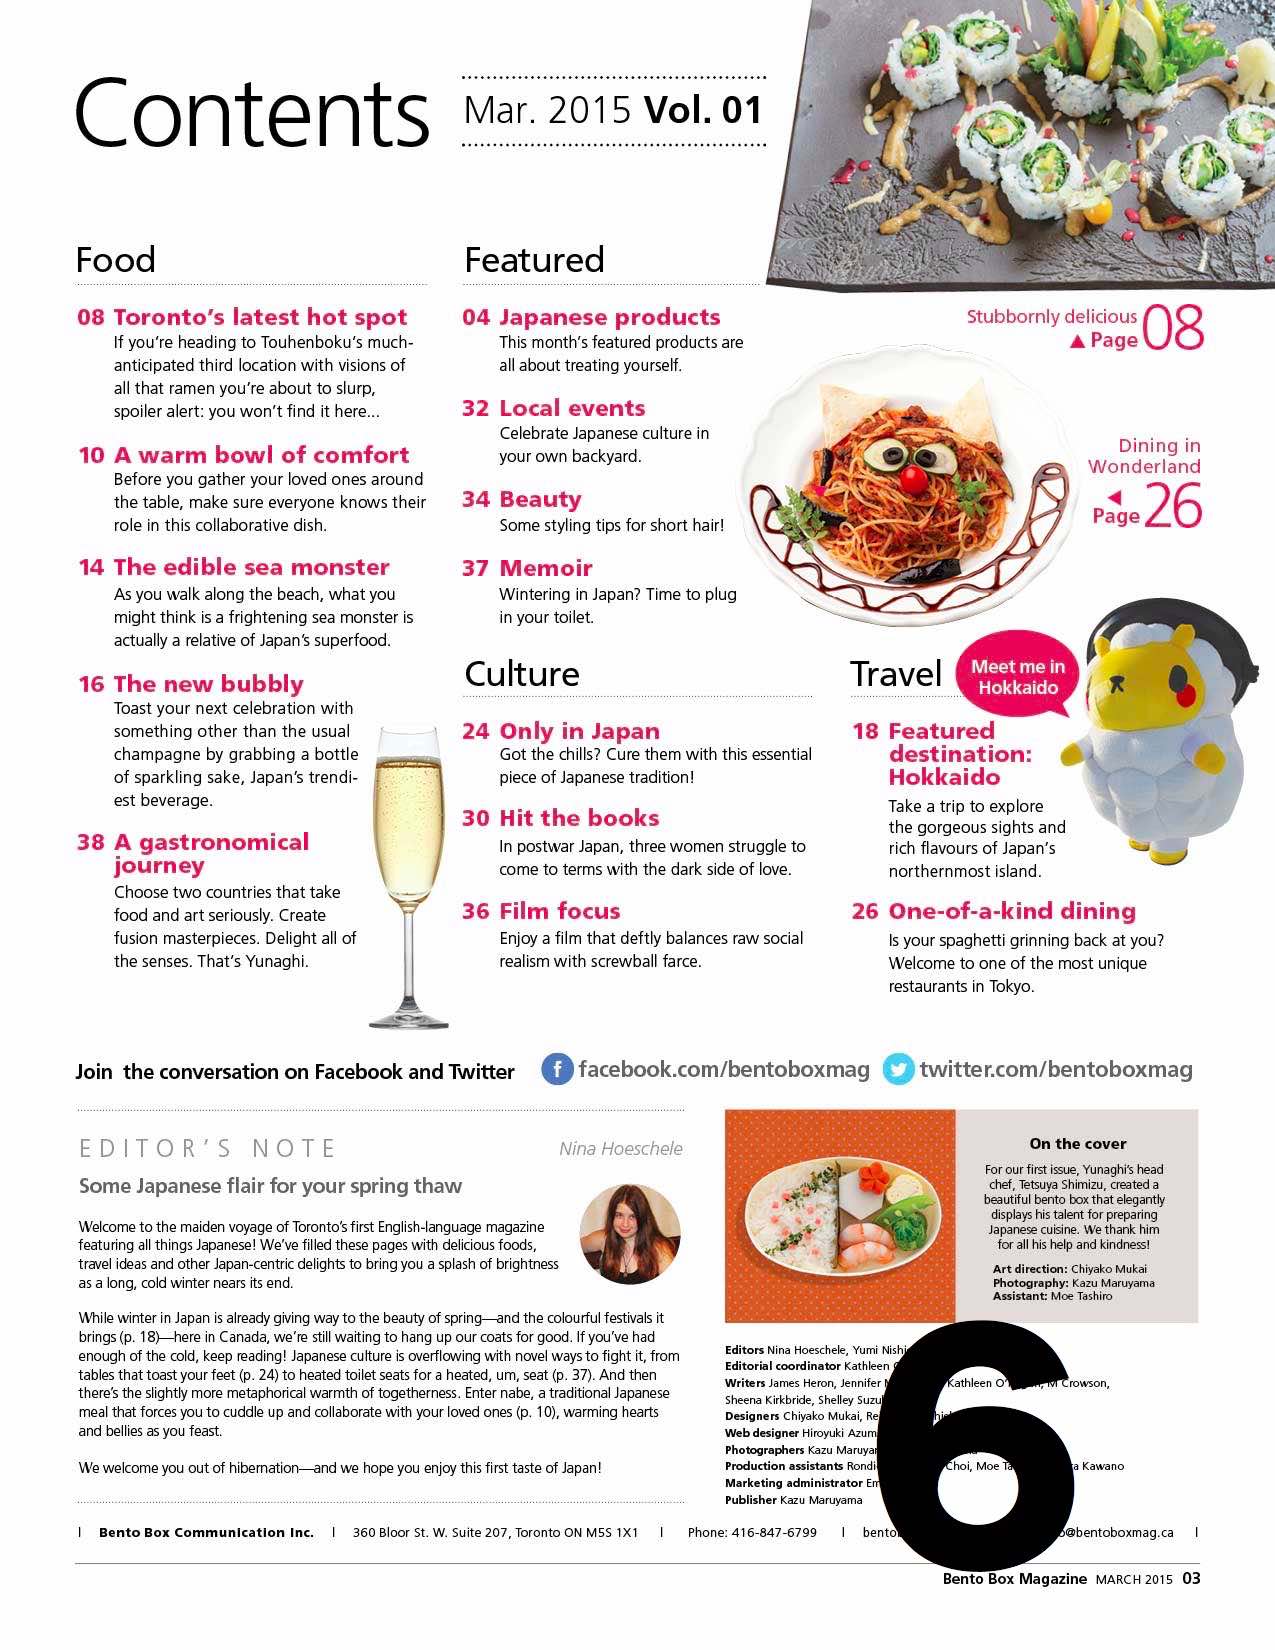 Contents
Mar. 2015 Vol. 01
Food
08 Toronto's latest hot spot
If you're heading to Touhenboku's much-
anticipated third location with visions of
all that ramen you're about to slurp,
spoiler alert: you won't find it here...
10 A warm bowl of comfort
Before you gather your loved ones around
the table, make sure everyone knows their
role in this collaborative dish.
14 The edible sea monster
As you walk along the beach, what you
might think is a frightening sea monster is
actually a relative of Japan's superfood.
16 The new bubbly
Toast your next celebration with
something other than the usual
champagne by grabbing a bottle
of sparkling sake, Japan's trendi-
est beverage.
38 A gastronomical
journey
Choose two countries that take
food and art seriously. Create
fusion masterpieces. Delight all of
the senses. That's Yunaghi.
Featured
04 Japanese products
This month's featured products are
all about treating yourself.
32 Local events
Celebrate Japanese culture in
your own backyard.
34 Beauty
Some styling tips for short hair!
37 Memoir
Wintering in Japan? Time to plug
in your toilet.
Stubbornly delicious
▲ Page 08
Dining in
Wonderland
◀
Page 26
Culture
24 Only in Japan
Got the chills? Cure them with this essential
piece of Japanese tradition!
30 Hit the books
In postwar Japan, three women struggle to
come to terms with the dark side of love.
36 Film focus
Enjoy a film that deftly balances raw social
realism with screwball farce.
Travel
Meet me in
Hokkaido
18 Featured
destination:
Hokkaido
Take a trip to explore
the gorgeous sights and
rich flavours of Japan's
northernmost island.
26 One-of-a-kind dining
Is your spaghetti grinning back at you?
Welcome to one of the most unique
restaurants in Tokyo.
Join the conversation on Facebook and Twitter
f facebook.com/bentoboxmag
twitter.com/bentoboxmag
EDITOR'S NOTE
Nina Hoeschele
Some Japanese flair for your spring thaw
Welcome to the maiden voyage of Toronto's first English-language magazine
featuring all things Japanese! We've filled these pages with delicious foods,
travel ideas and other Japan-centric delights to bring you a splash of brightness
as a long, cold winter nears its end.
While winter in Japan is already giving way to the beauty of spring—and the colourful festivals it
brings (p. 18)—here in Canada, we're still waiting to hang up our coats for good. If you've had
enough of the cold, keep reading! Japanese culture is overflowing with novel ways to fight it, from
tables that toast your feet (p. 24) to heated toilet seats for a heated, um, seat (p. 37). And then
there's the slightly more metaphorical warmth of togetherness. Enter nabe, a traditional Japanese
meal that forces you to cuddle up and collaborate with your loved ones (p. 10), warming hearts
and bellies as you feast.
We welcome you out of hibernation—and we hope you enjoy this first taste of Japan!
On the cover
For our first issue, Yunaghi's head
chef, Tetsuya Shimizu, created a
beautiful bento box that elegantly
displays his talent for preparing
Japanese cuisine. We thank him
for all his help and kindness!
Art direction: Chiyako Mukai
Photography: Kazu Maruyama
Assistant: Moe Tashiro
Editors Nina Hoeschele, Yumi
Editorial coordinator Kathleen
Writers James Heron, Jennifer Kathleen Crowson,
Sheena Kirkbride, Shelley
Designers Chiyako Mukai,
Web designer Hiroyuki
Photographers Kazu
Production assistants Choi, Moe Kawano
Marketing administrator
Publisher Kazu Maruyama
6
Bento Box Communication Inc. | 360 Bloor St. W. Suite 207, Toronto ON M5S 1X1 | Phone: 416-847-6799 | @bentoboxmag.ca |
Bento Box Magazine MARCH 2015 03